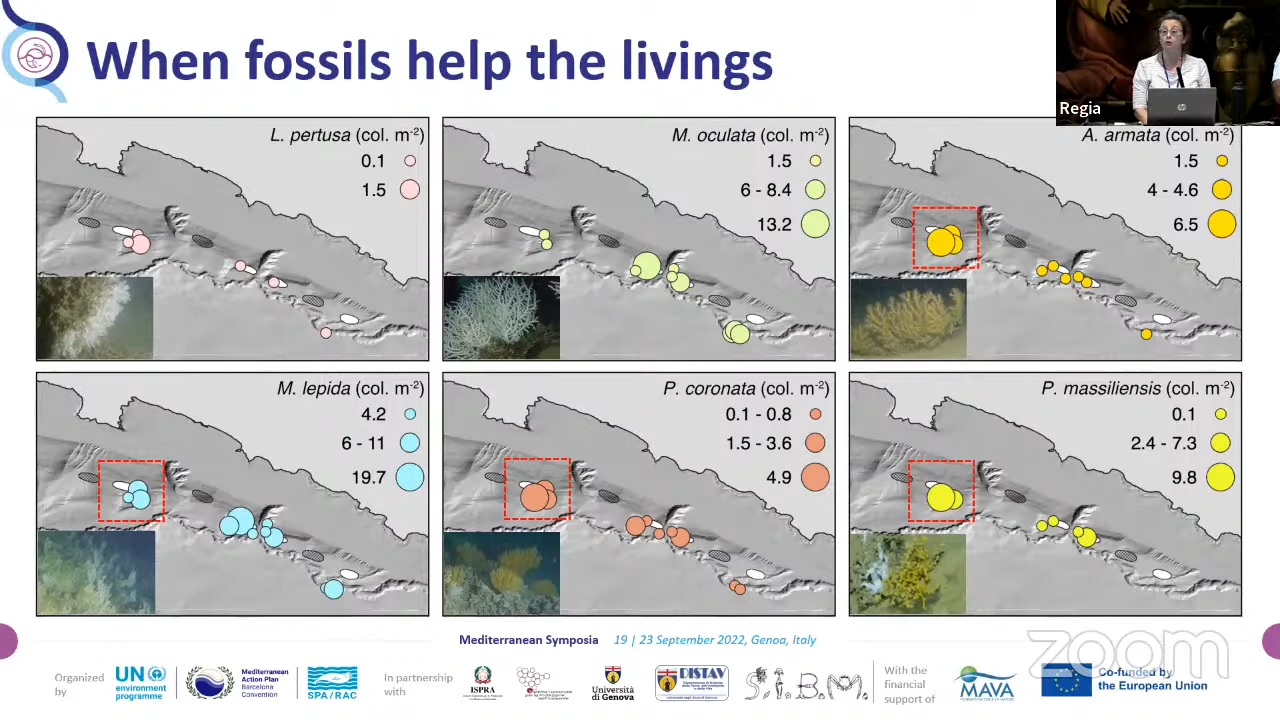 When fossils help the livings
Regia
L. pertusa (col. m-2)
0.1
1.5
M. oculata (col. m-2)
1.5
6 - 8.4
13.2
A. armata (col. m-2)
1.5
4 - 4.6
6.5
M. lepida (col. m-2)
4.2
6 - 11
19.7
P. coronata (col. m-2)
0.1 - 0.8
1.5 - 3.6
4.9
P. massiliensis (col. m-2)
0.1
2.4 - 7.3
9.8
Mediterranean Symposia 19 | 23 September 2022, Genoa, Italy
zoom
Organized
by
UN
environment
programme
Mediterranean
Action Plan
Barcelona
Convention
SPA/RAC
In partnership
with
ISPRA
Università
di Genova
DISTAV
S.I.B.M.
With the
financial
support of
MAVA
Co-funded by
the European Union